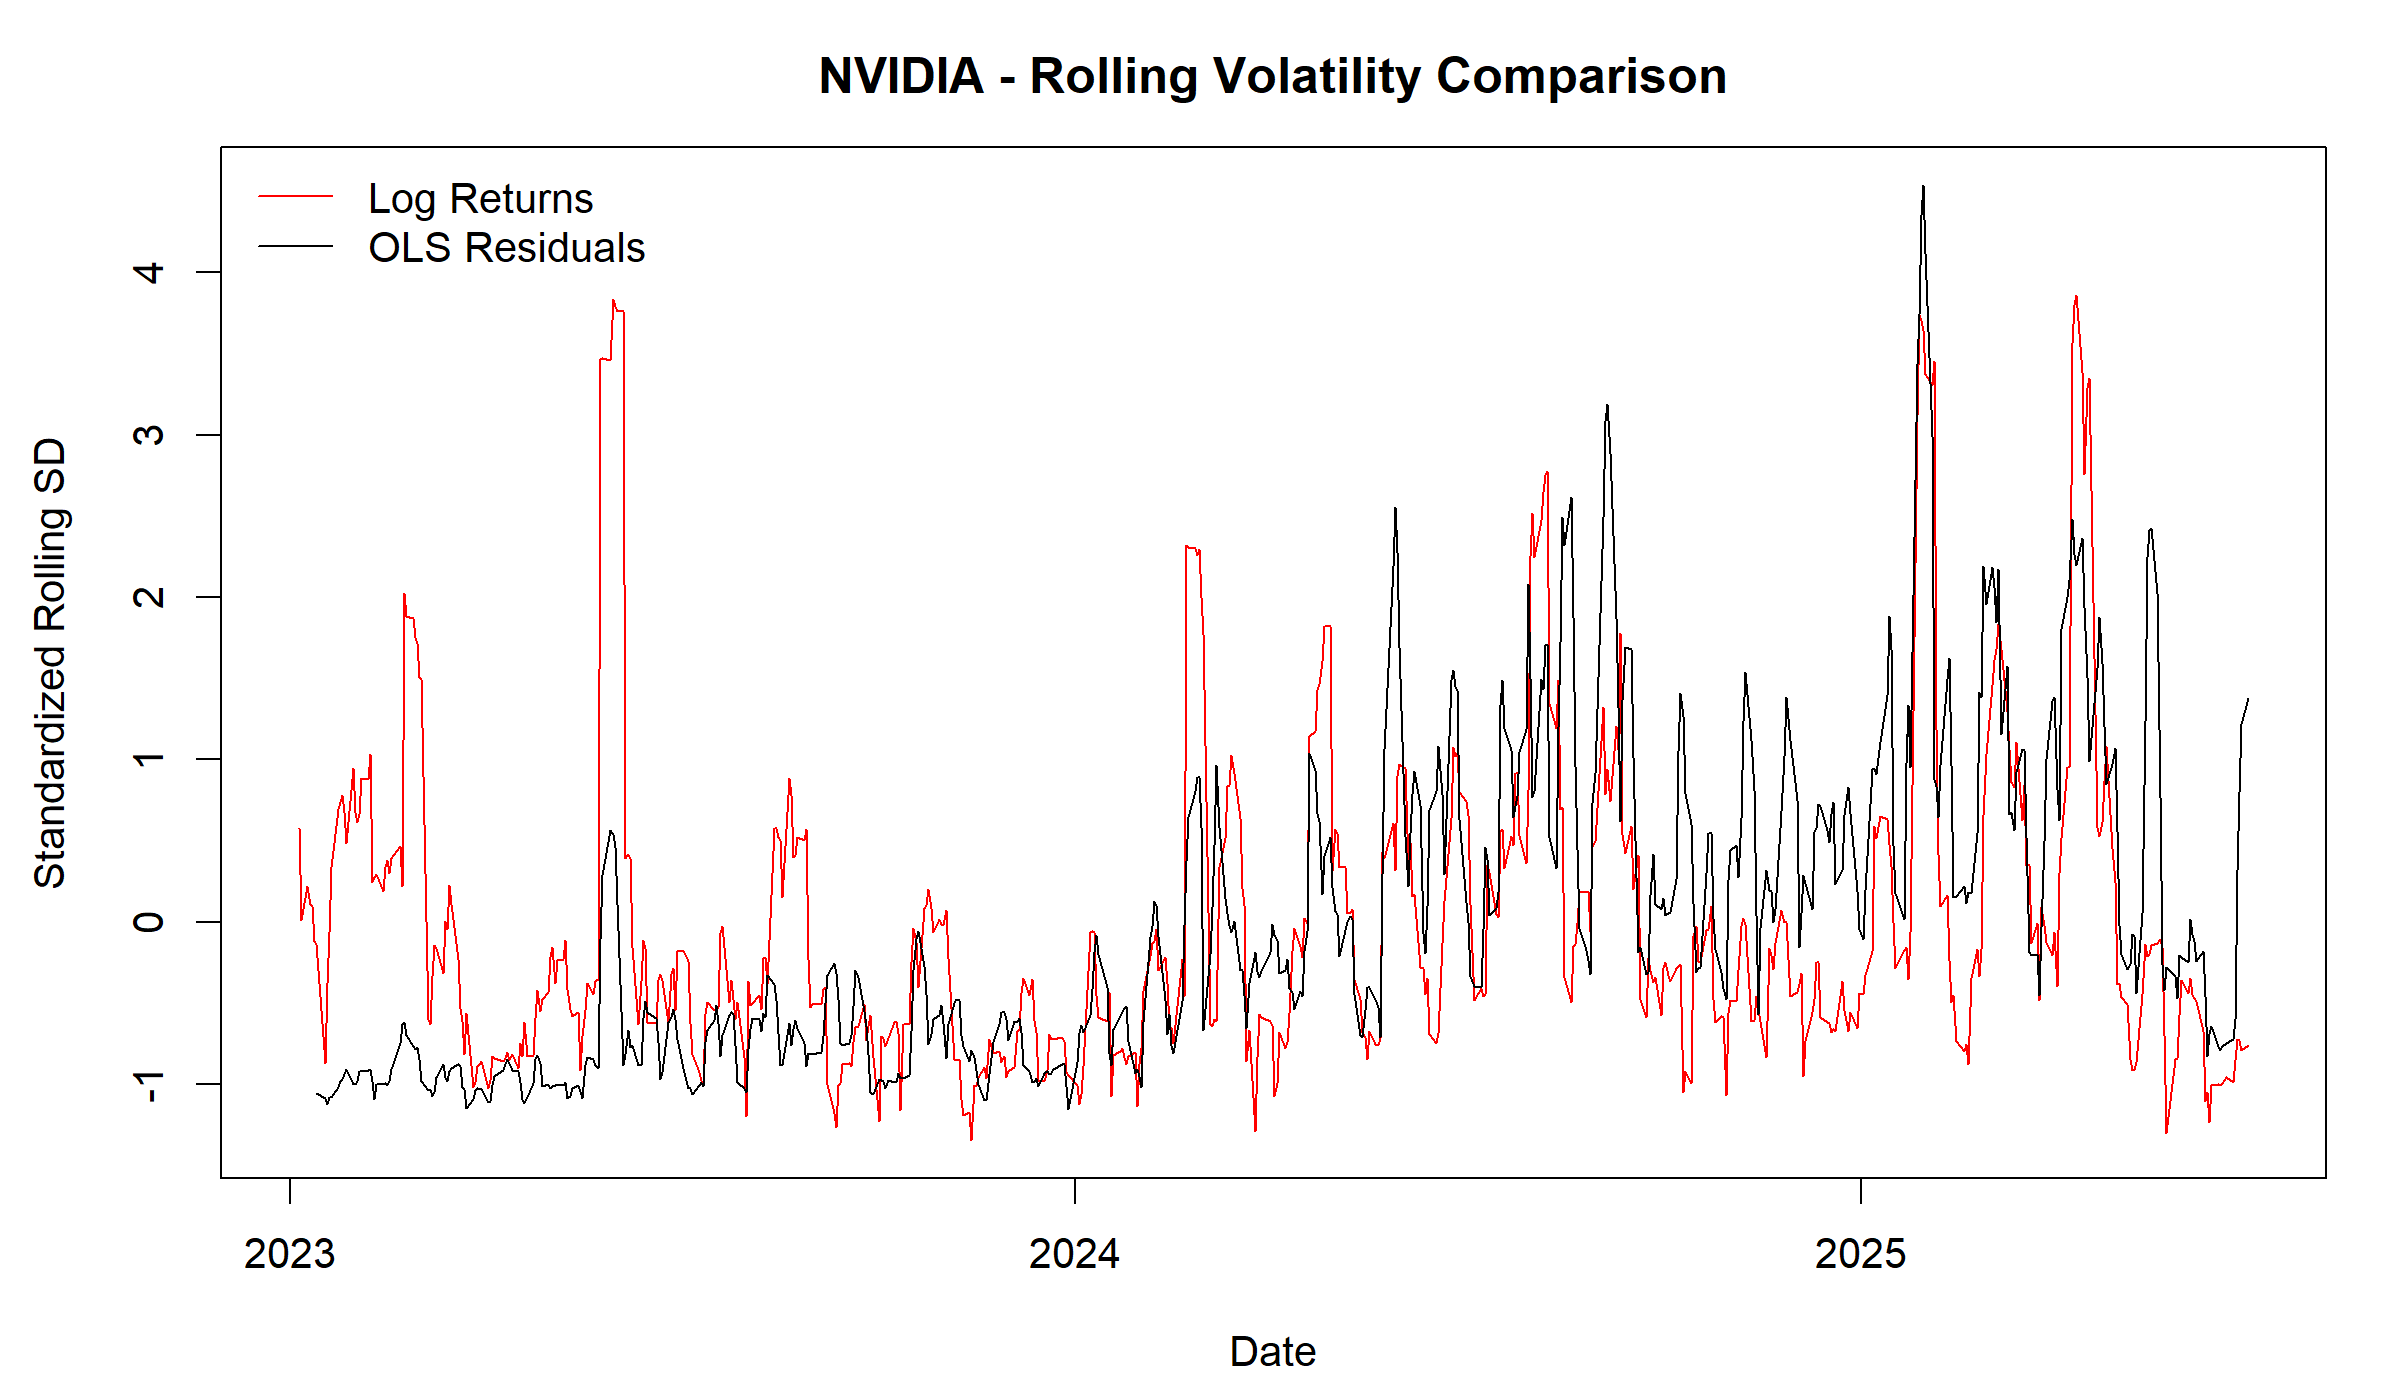 NVIDIA - Rolling Volatility Comparison
Log Returns
OLS Residuals
Standardized Rolling SD
4
3
2
1
0
-1
2023
2024
2025
Date